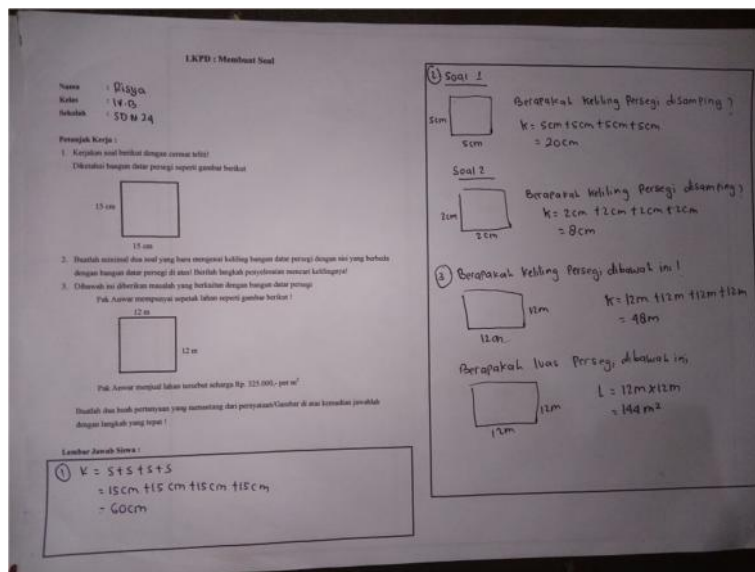 LKPD : Membuat Soal
Nama : Risya
Kelas : IV.B
Sekolah : SDN 29
Petunjuk Kerja :
1. Kerjakan soal berikut dengan cermat teliti!
Diketahui bangun datar persegi seperti gambar berikut
15 cm
15 cm
2. Buatlah minimal dua soal yang baru mengenai keliling bangun datar persegi dengan sisi yang berbeda
dengan bangun datar persegi di atas! Berilah langkah penyelesaian mencari kelilingnya!
3. Dibawah ini diberikan masalah yang berkaitan dengan bangun datar persegi
Pak Anwar mempunyai sepetak lahan seperti gambar berikut !
12 m
12 m
Pak Anwar menjual lahan tersebut seharga Rp. 325.000,- per m²
Buatlah dua buah pertanyaan yang menantang dari pernyataan/Gambar di atas kemudian jawablah
dengan langkah yang tepat !
Lembar Jawab Siswa :
① K = s+s+s+s
= 15cm +15 cm +15cm +15cm
= 60cm
② Soal 1
Berapakah keliling Persegi disamping ?
5cm
5cm
K = 5cm+5cm+5cm+5cm
= 20cm
Soal 2
Berapakah keliling Persegi disamping ?
2cm
2cm
K = 2cm +2cm +2cm +2cm
= 8cm
③ Berapakah keliling Persegi dibawah ini !
12m
12m
K = 12m +12m +12m +12m
= 48m
Berapakah luas Persegi dibawah ini
12m
12m
L = 12m x 12m
= 144 m²